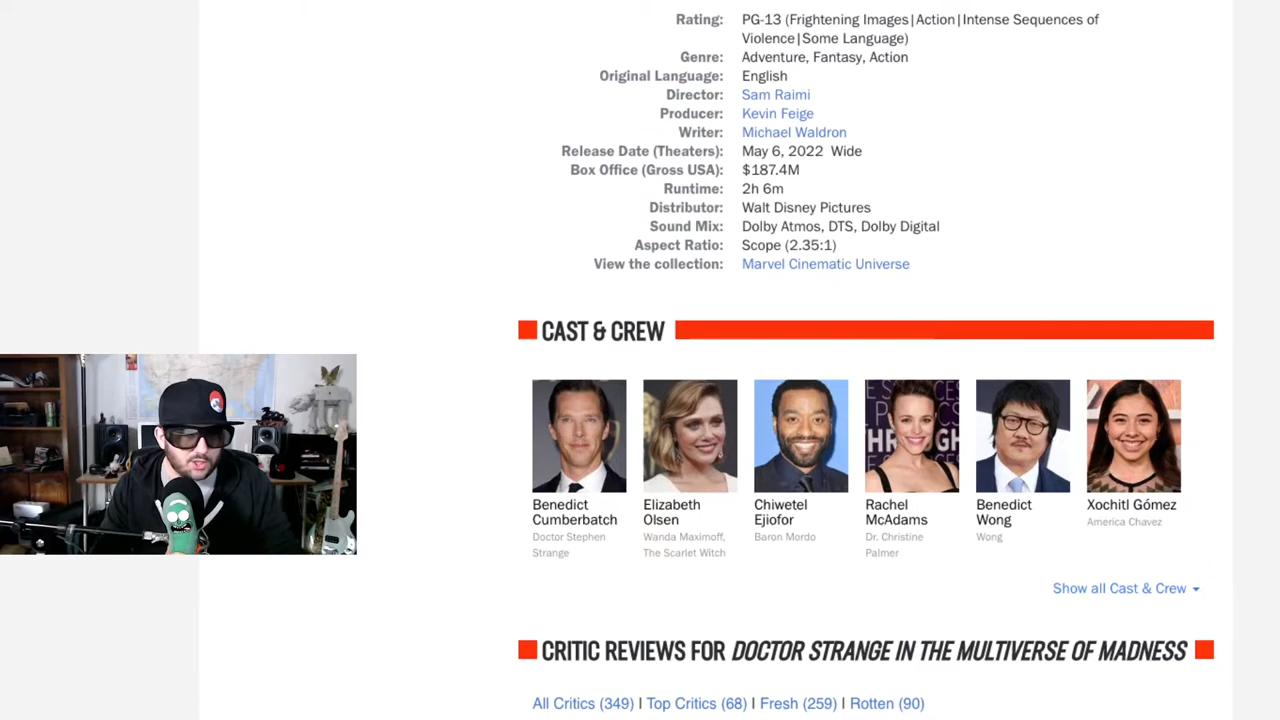 Rating: PG-13 (Frightening Images|Action|Intense Sequences of
Violence|Some Language)
Genre: Adventure, Fantasy, Action
Original Language: English
Director: Sam Raimi
Producer: Kevin Feige
Writer: Michael Waldron
Release Date (Theaters): May 6, 2022 Wide
Box Office (Gross USA): $187.4M
Runtime: 2h 6m
Distributor: Walt Disney Pictures
Sound Mix: Dolby Atmos, DTS, Dolby Digital
Aspect Ratio: Scope (2.35:1)
View the collection: Marvel Cinematic Universe
CAST & CREW
Benedict
Cumberbatch
Doctor Stephen
Strange
Elizabeth
Olsen
Wanda Maximoff,
The Scarlet Witch
Chiwetel
Ejiofor
Baron Mordo
Rachel
McAdams
Dr. Christine
Palmer
Benedict
Wong
Wong
Xochitl Gómez
America Chavez
Show all Cast & Crew
CRITIC REVIEWS FOR DOCTOR STRANGE IN THE MULTIVERSE OF MADNESS
All Critics (349) | Top Critics (68) | Fresh (259) | Rotten (90)